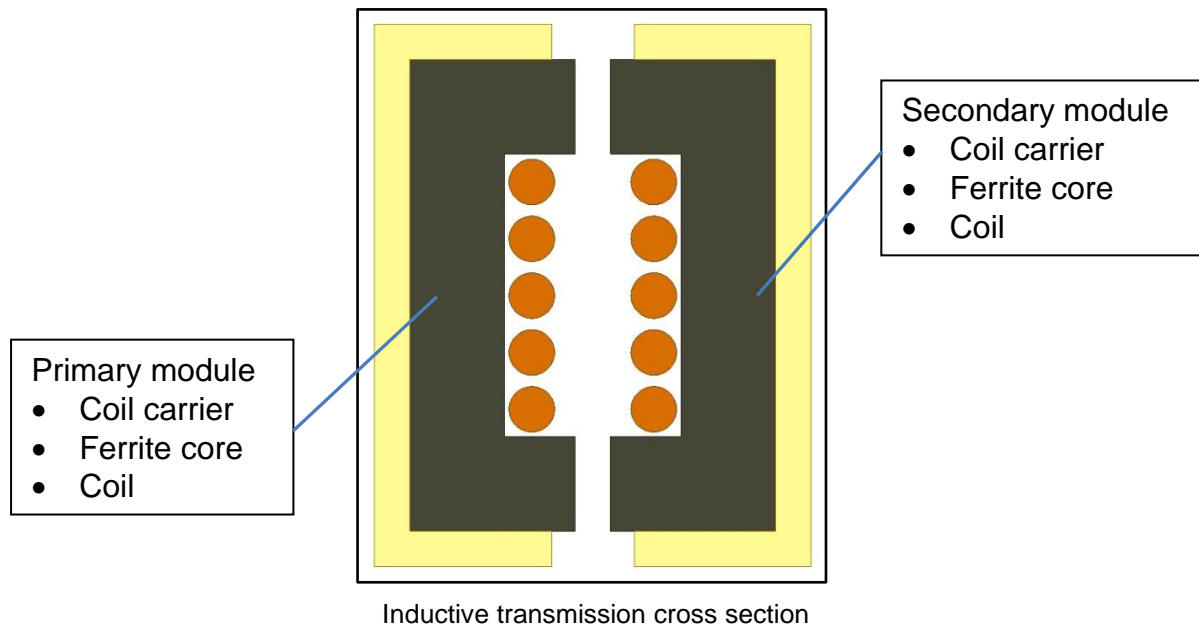 Secondary module
• Coil carrier
• Ferrite core
• Coil
Primary module
• Coil carrier
• Ferrite core
• Coil
Inductive transmission cross section